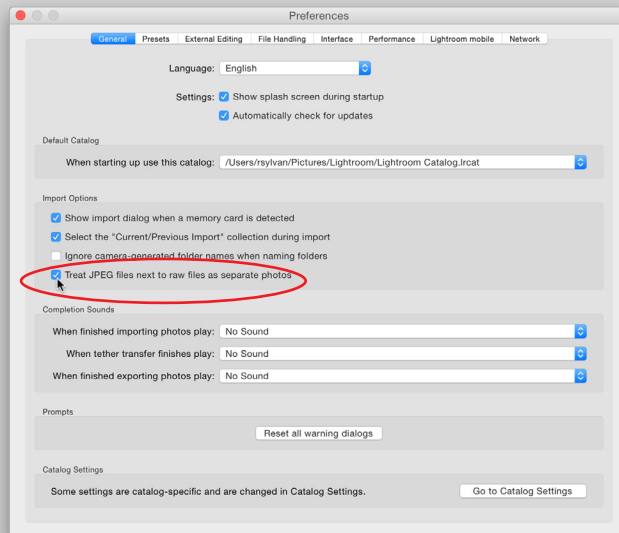 Preferences
General Presets External Editing File Handling Interface Performance Lightroom mobile Network
Language: English
Settings: Show splash screen during startup
Automatically check for updates
Default Catalog
When starting up use this catalog: /Users/rsylvan/Pictures/Lightroom/Lightroom Catalog.lrcat
Import Options
Show import dialog when a memory card is detected
Select the "Current/Previous Import" collection during import
Ignore camera-generated folder names when naming folders
Treat JPEG files next to raw files as separate photos
Completion Sounds
When finished importing photos play: No Sound
When tether transfer finishes play: No Sound
When finished exporting photos play: No Sound
Prompts
Reset all warning dialogs
Catalog Settings
Some settings are catalog-specific and are changed in Catalog Settings. Go to Catalog Settings